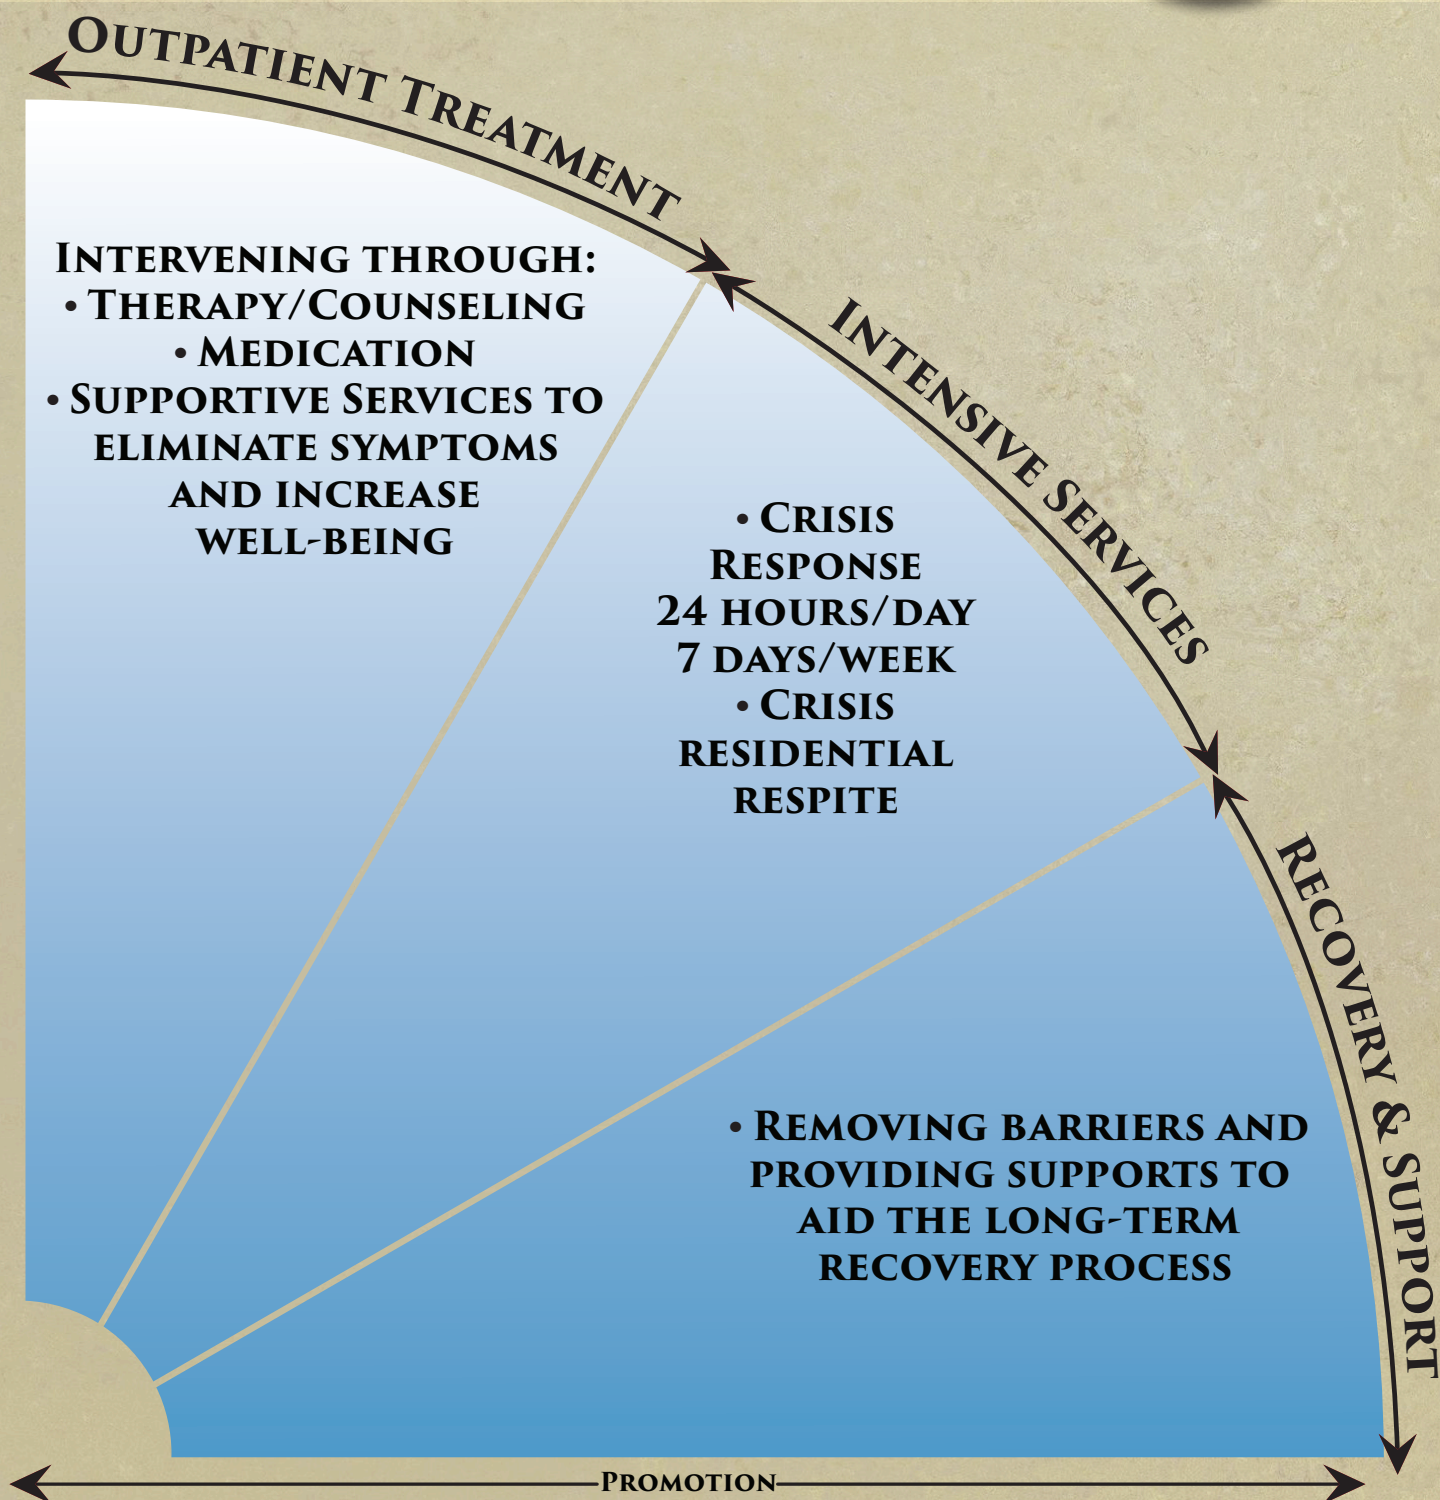 Outpatient Treatment
Intervening through:
• Therapy/Counseling
• Medication
• Supportive Services to
eliminate symptoms
and increase
well-being
Intensive Services
• Crisis
Response
24 hours/day
7 days/week
• Crisis
residential
respite
Recovery & Support
• Removing barriers and
providing supports to
aid the long-term
recovery process
Promotion